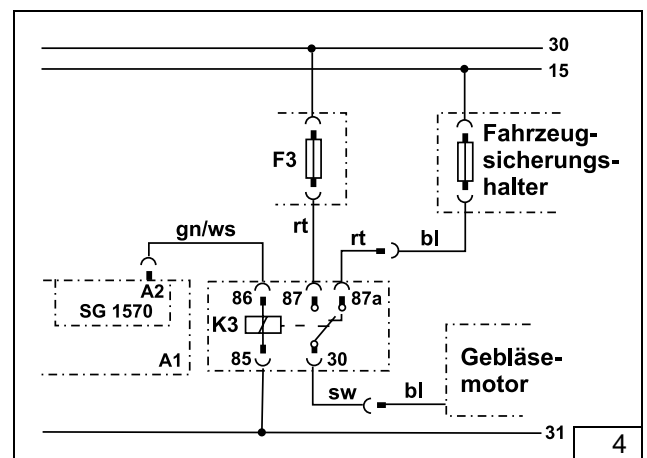 30
15
F3
Fahrzeug-
sicherungs-
halter
rt
gn/ws
rt
bl
A2
SG 1570
A1
86
87
87a
K3
85
30
Gebläse-
motor
sw
bl
31
4